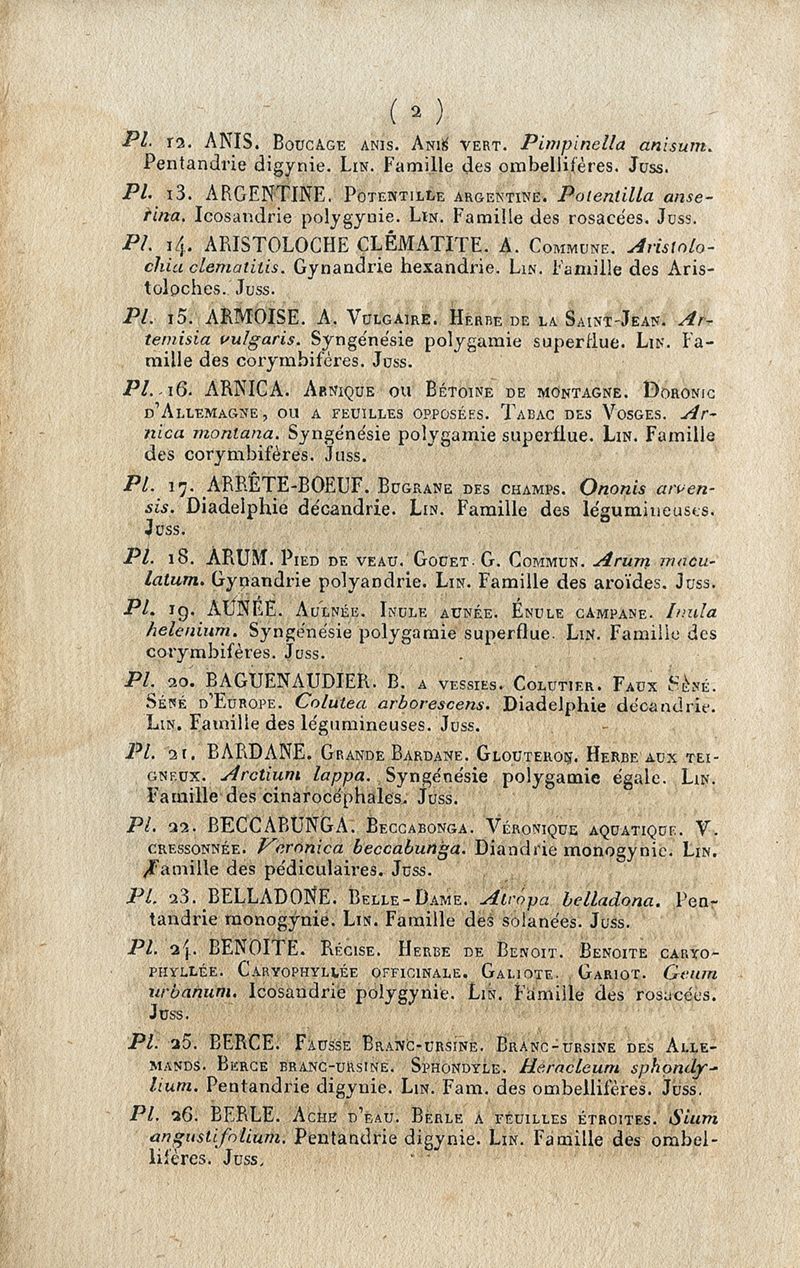 ( 2 )
Pl. 12. ANIS. Boucage anis. Anis vert. Pimpinella anisum.
Pentandrie digynie. Lin. Famille des ombellifères. Juss.
Pl. 13. ARGENTINE. Potentille argentine. Potentilla anse-
rina. Icosandrie polygynie. Lin. Famille des rosacées. Juss.
Pl. 14. ARISTOLOCHE CLÉMATITE. A. Commune. Aristolo-
chia clematitis. Gynandrie hexandrie. Lin. Famille des Aris-
toloches. Juss.
Pl. 15. ARMOISE. A. Vulgaire. Herbe de la Saint-Jean. Ar-
temisia vulgaris. Syngénésie polygamie superflue. Lin. Fa-
mille des corymbifères. Juss.
Pl. 16. ARNICA. Arnique ou Bétoine de montagne. Doronic
d'Allemagne, ou a feuilles opposées. Tabac des Vosges. Ar-
nica montana. Syngénésie polygamie superflue. Lin. Famille
des corymbifères. Juss.
Pl. 17. ARRÊTE-BOEUF. Bugrane des champs. Ononis arven-
sis. Diadelphie décandrie. Lin. Famille des légumineuses.
Juss.
Pl. 18. ARUM. Pied de veau. Gouet. G. Commun. Arum macu-
latum. Gynandrie polyandrie. Lin. Famille des aroïdes. Juss.
Pl. 19. AUNÉE. Aulnée. Inule aunée. Énule campane. Inula
helenium. Syngénésie polygamie superflue. Lin. Famille des
corymbifères. Juss.
Pl. 20. BAGUENAUDIER. B. a vessies. Colutier. Faux Séné.
Séné d'Europe. Colutea arborescens. Diadelphie décandrie.
Lin. Famille des légumineuses. Juss.
Pl. 21. BARDANE. Grande Bardane. Glouteron. Herbe aux tei-
gneux. Arctium lappa. Syngénésie polygamie égale. Lin.
Famille des cinarocéphales. Juss.
Pl. 22. BECCABUNGA. Beccabonga. Véronique aquatique. V.
cressonnée. Veronica beccabunga. Diandrie monogynie. Lin.
Famille des pédiculaires. Juss.
Pl. 23. BELLADONE. Belle-Dame. Atropa belladona. Pen-
tandrie monogynie. Lin. Famille des solanées. Juss.
Pl. 24. BENOITE. Récise. Herbe de Benoit. Benoite caryo-
phyllée. Caryophyllée officinale. Galiote. Gariot. Geum
urbanum. Icosandrie polygynie. Lin. Famille des rosacées.
Juss.
Pl. 25. BERCE. Fausse Branc-ursine. Branc-ursine des Alle-
mands. Berce branc-ursine. Sphondyle. Heracleum sphondy-
lium. Pentandrie digynie. Lin. Fam. des ombellifères. Juss.
Pl. 26. BERLE. Ache d'eau. Berle à feuilles étroites. Sium
angustifolium. Pentandrie digynie. Lin. Famille des ombel-
lifères. Juss.